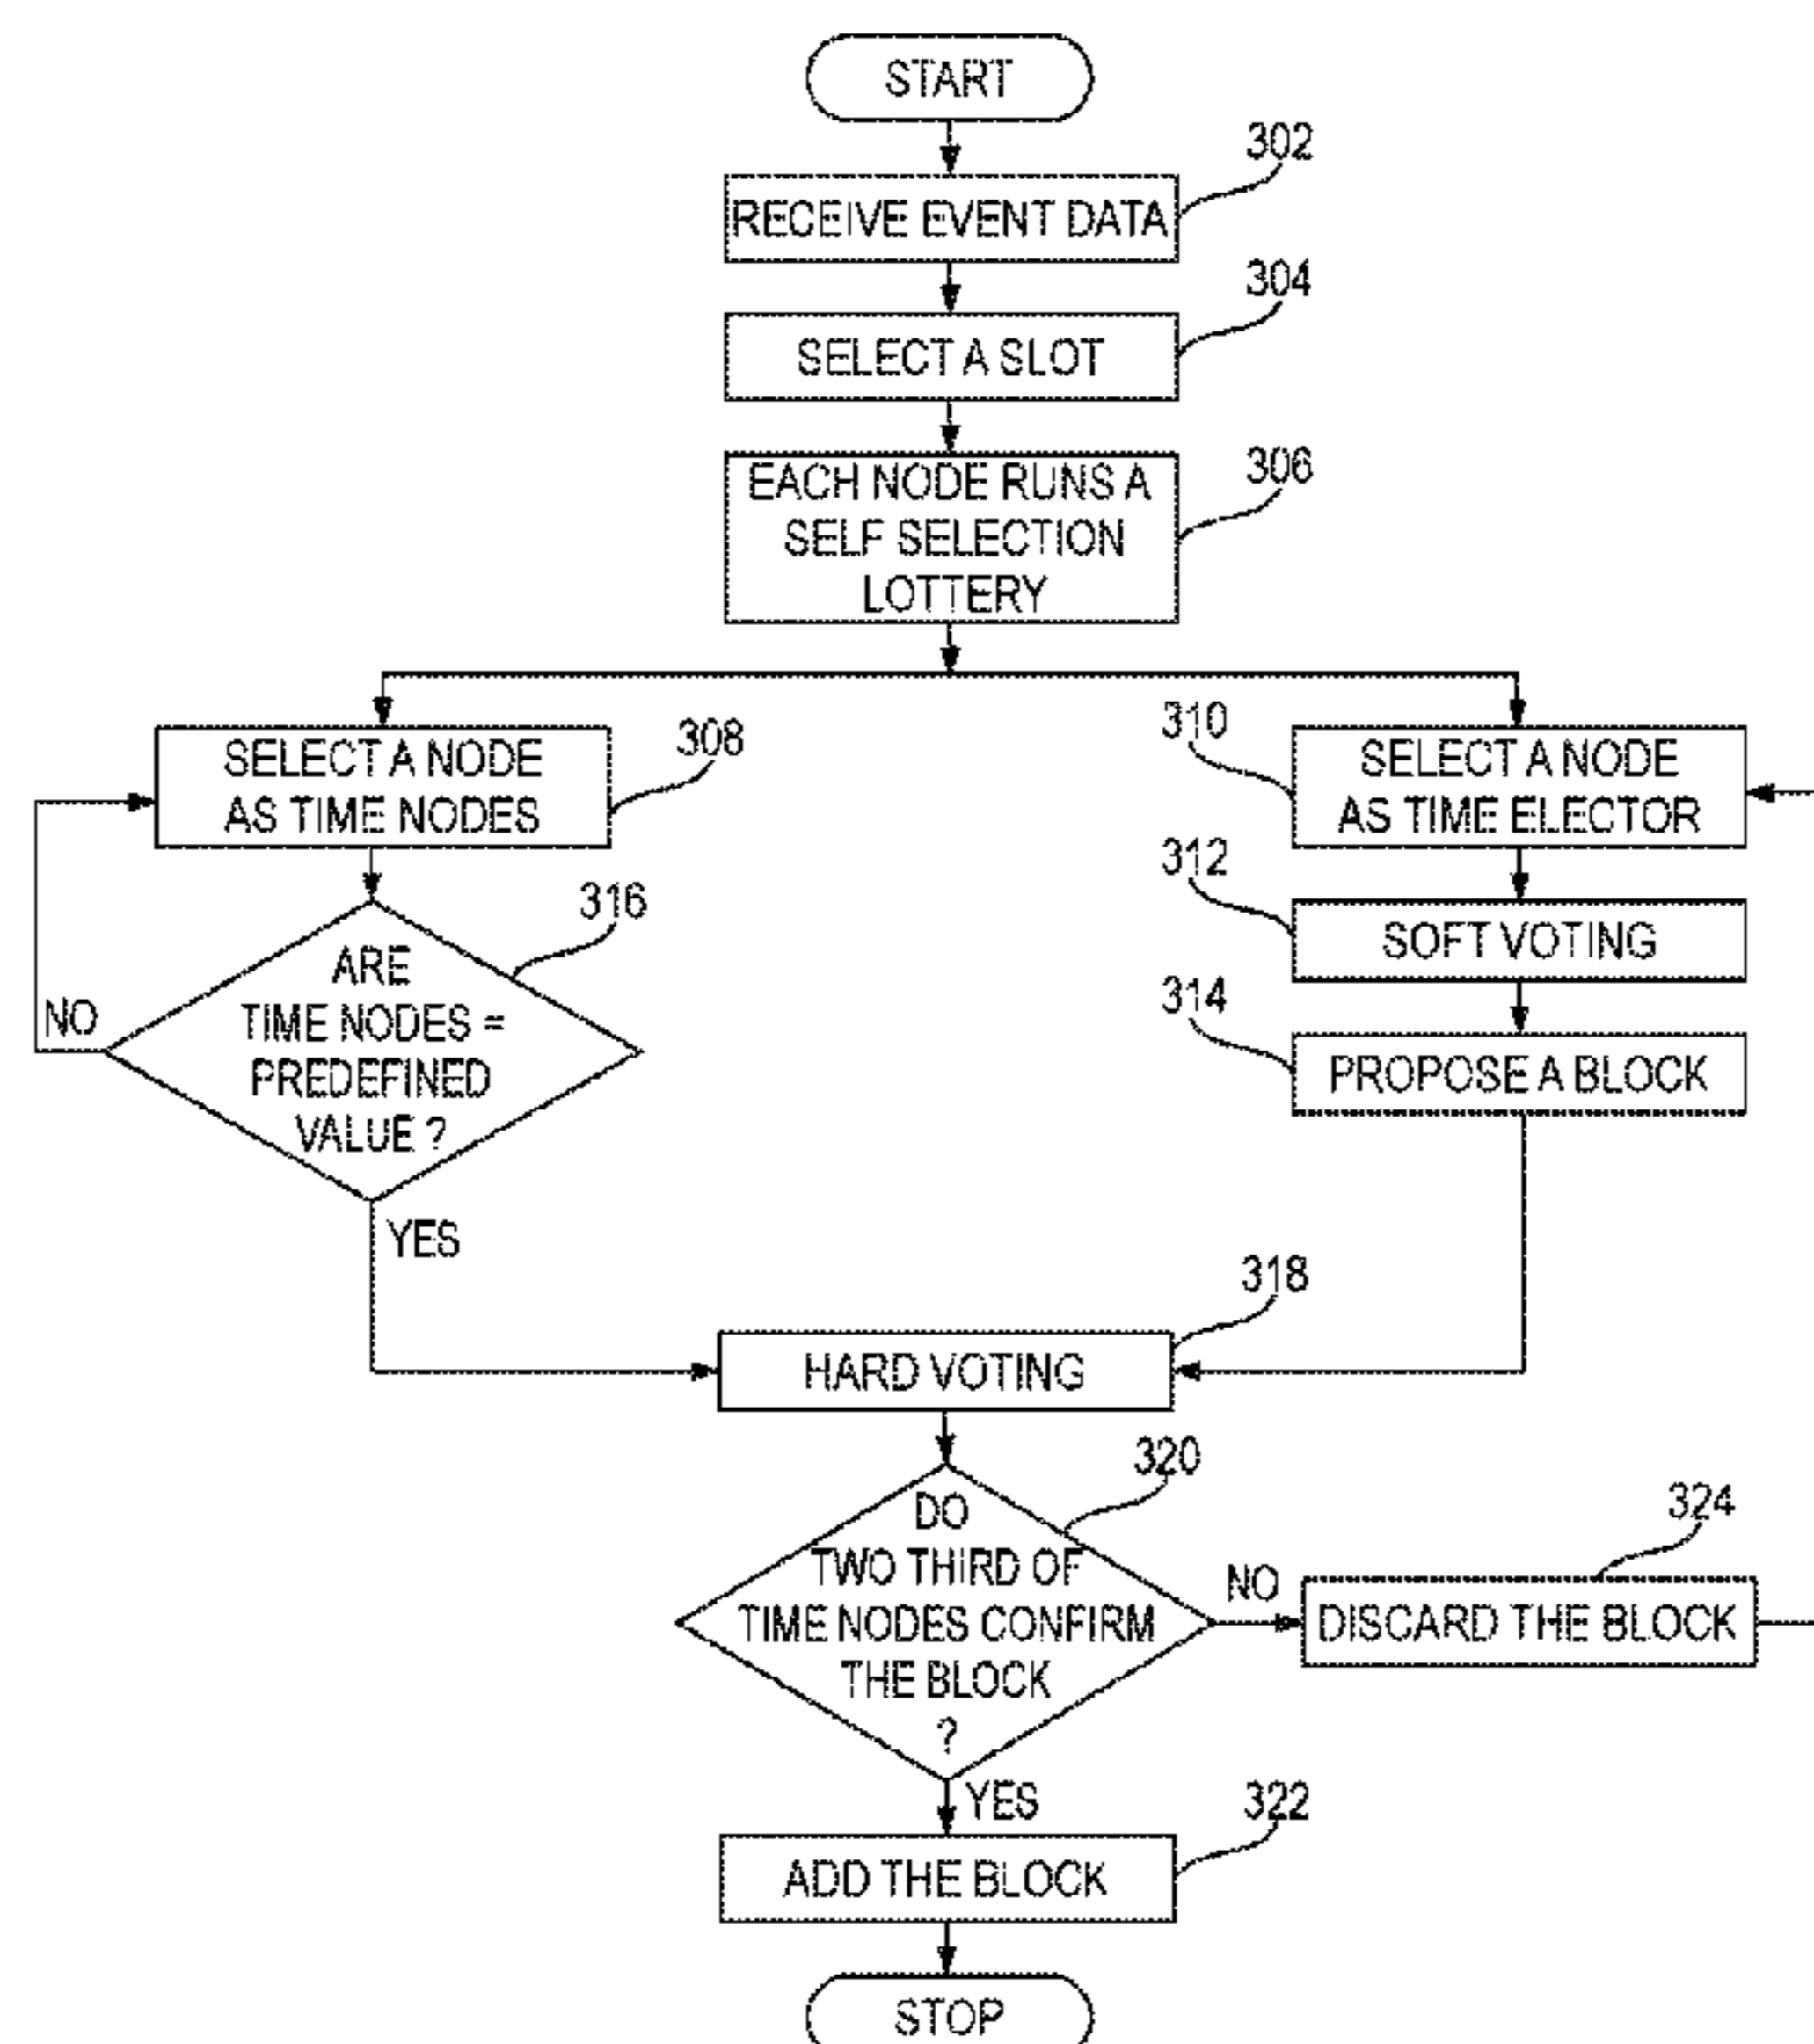 START
302
RECEIVE EVENT DATA
304
SELECT A SLOT
306
EACH NODE RUNS A
SELF SELECTION
LOTTERY
308
SELECT A NODE
AS TIME NODES
310
SELECT A NODE
AS TIME ELECTOR
312
SOFT VOTING
314
PROPOSE A BLOCK
316
ARE
TIME NODES =
PREDEFINED
VALUE ?
NO
YES
318
HARD VOTING
320
DO
TWO THIRD OF
TIME NODES CONFIRM
THE BLOCK
?
NO
324
DISCARD THE BLOCK
YES
322
ADD THE BLOCK
STOP